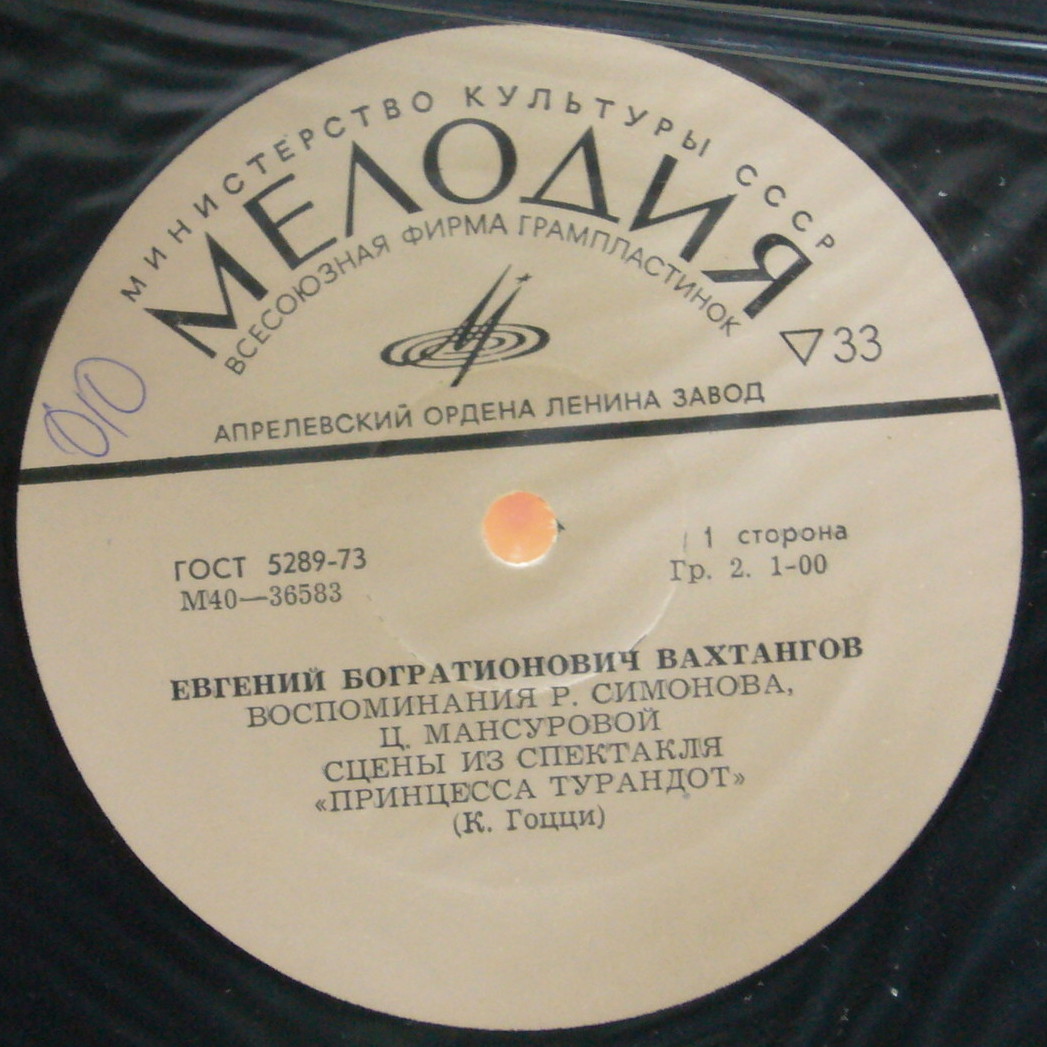 МИНИСТЕРСТВО КУЛЬТУРЫ СССР
МЕЛОДИЯ
ВСЕСОЮЗНАЯ ФИРМА ГРАМПЛАСТИНОК
33
АПРЕЛЕВСКИЙ ОРДЕНА ЛЕНИНА ЗАВОД
ГОСТ 5289-73
М40—36583
1 сторона
Гр. 2. 1-00
ЕВГЕНИЙ БОГРАТИОНОВИЧ ВАХТАНГОВ
ВОСПОМИНАНИЯ Р. СИМОНОВА,
Ц. МАНСУРОВОЙ
СЦЕНЫ ИЗ СПЕКТАКЛЯ
«ПРИНЦЕССА ТУРАНДОТ»
(К. Гоцци)